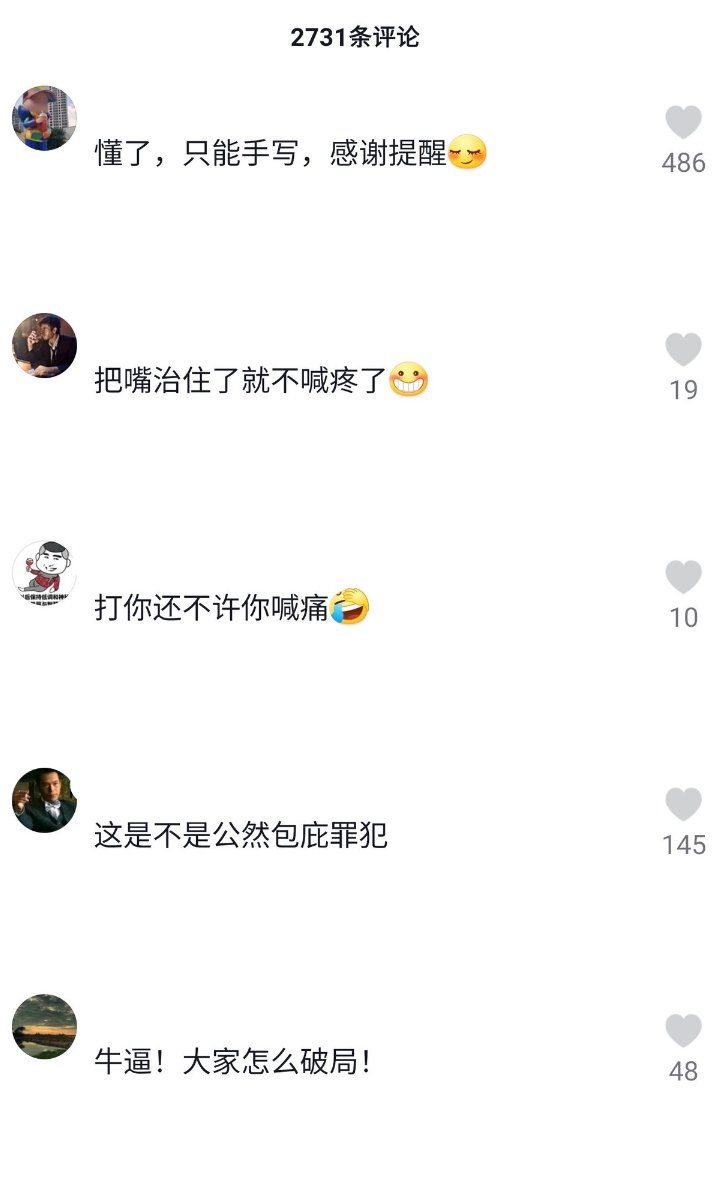 2731条评论
懂了，只能手写，感谢提醒
486
把嘴治住了就不喊疼了
19
打你还不许你喊痛
10
这是不是公然包庇罪犯
145
牛逼！大家怎么破局！
48